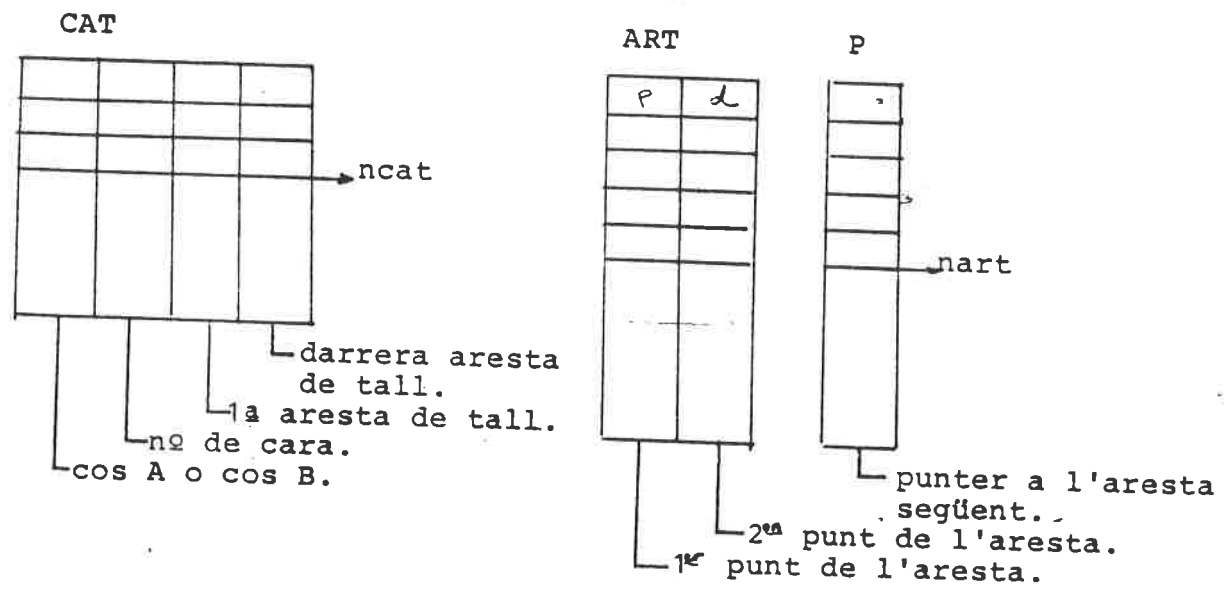 CAT
ART
P
p d
ncat
nart
darrera aresta
de tall.
1ª aresta de tall.
nº de cara.
cos A o cos B.
punter a l'aresta
següent.
2on punt de l'aresta.
1er punt de l'aresta.